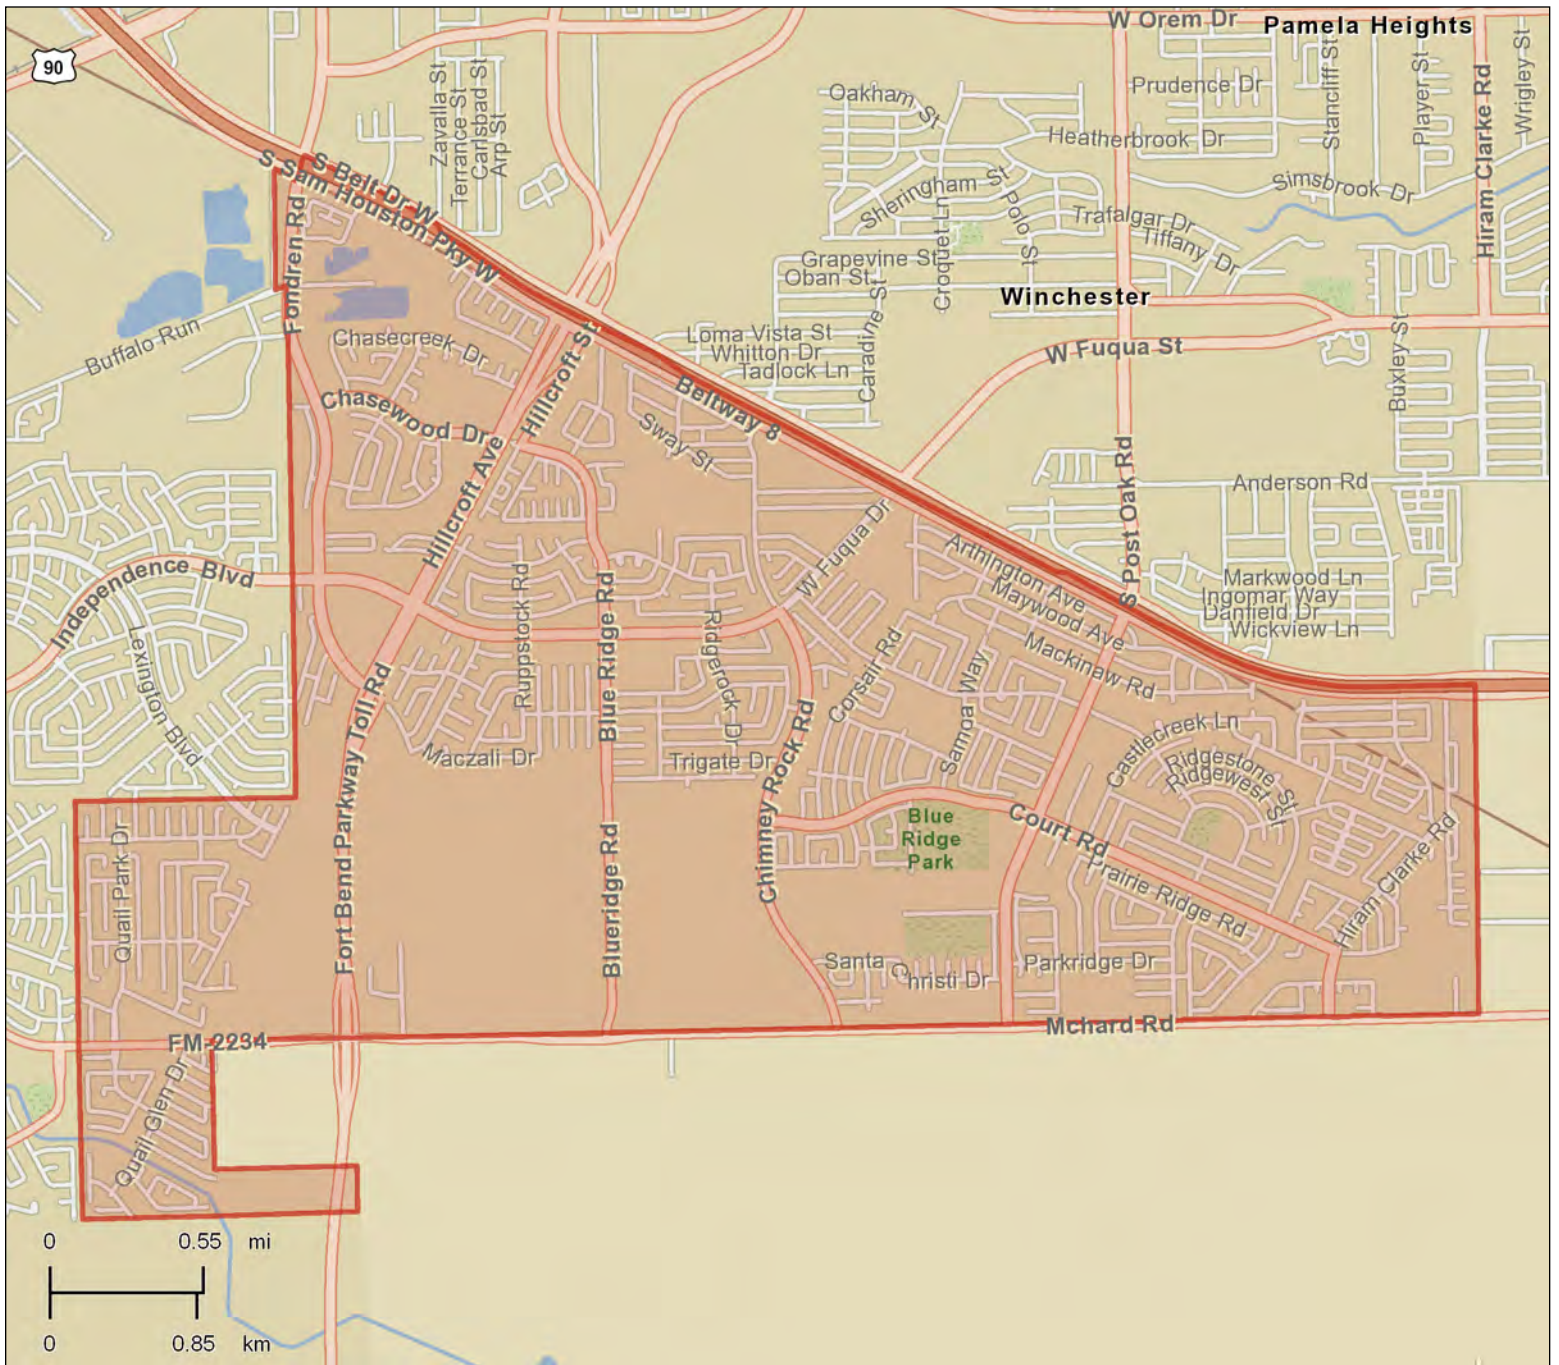 W Orem Dr
Pamela Heights
90
Zavalla St
Terrance St
Carlsbad St
Arp St
Oakham St
Prudence Dr
Stancliff St
Player St
Hiram Clarke Rd
Wrigley St
Heatherbrook Dr
S Belt Dr W
S Sam Houston Pky W
Sheringham St
Polo St
Simsbrook Dr
Croquet Ln
Trafalgar Dr
Tiffany Dr
Fondren Rd
Grapevine St
Oban St
Winchester
Buffalo Run
Chasecreek Dr
Hillcroft St
Loma Vista St
Whitton Dr
Tadlock Ln
Caradine St
W Fuqua St
Buxley St
Chasewood Dr
Beltway 8
Sway St
Hillcroft Ave
S Post Oak Rd
Anderson Rd
W Fuqua Dr
Arthington Ave
Maywood Ave
Mackinaw Rd
Markwood Ln
Ingomar Way
Danfield Dr
Wickview Ln
Independence Blvd
Lexington Blvd
Ruppstock Rd
Blue Ridge Rd
Ridgerock Dr
Corsair Rd
Samoa Way
Fort Bend Parkway Toll Rd
Maczali Dr
Trigate Dr
Chimney Rock Rd
Castlecreek Ln
Ridgestone St
Ridgewest St
Quail Park Dr
Blueridge Rd
Blue
Ridge
Park
Court Rd
Prairie Ridge Rd
Hiram Clarke Rd
Santa Christi Dr
Parkridge Dr
FM-2234
Mchard Rd
Quail Glen Dr
0 0.55 mi
0 0.85 km